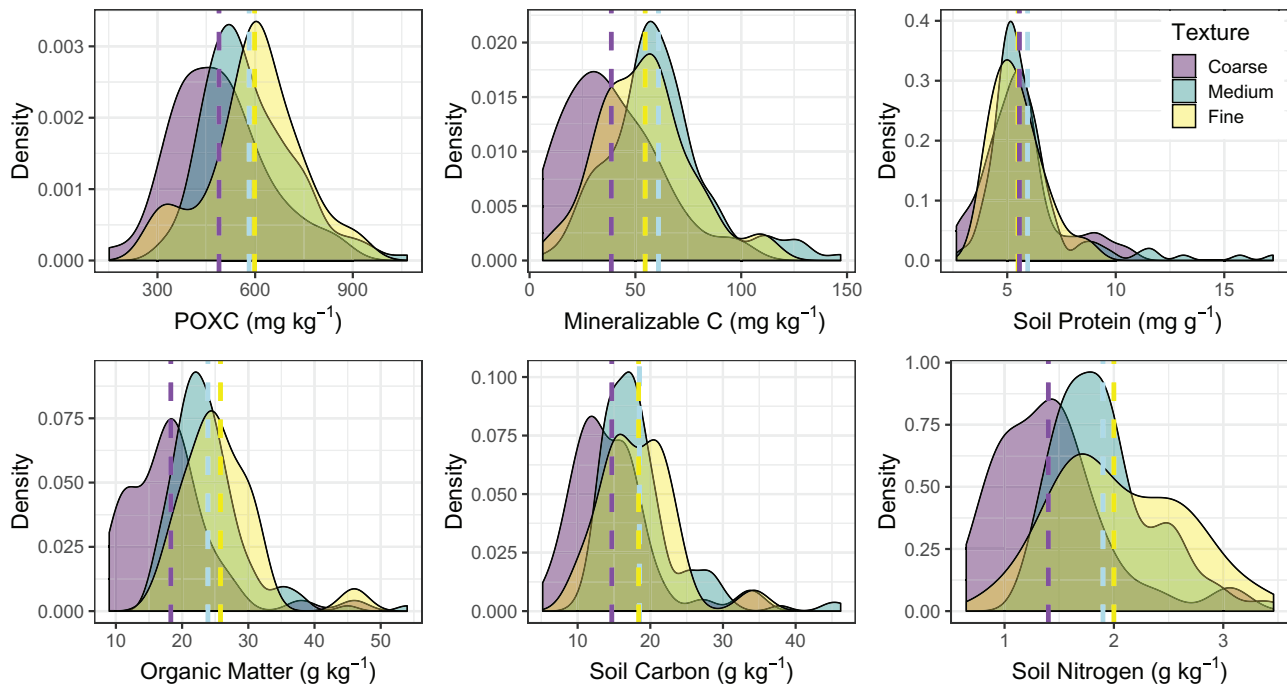 Density
0.003
0.002
0.001
0.000
300 600 900
POXC (mg kg⁻¹)
Density
0.020
0.015
0.010
0.005
0.000
0 50 100 150
Mineralizable C (mg kg⁻¹)
Density
0.4
0.3
0.2
0.1
0.0
5 10 15
Soil Protein (mg g⁻¹)
Texture
Coarse
Medium
Fine
Density
0.075
0.050
0.025
0.000
10 20 30 40 50
Organic Matter (g kg⁻¹)
Density
0.100
0.075
0.050
0.025
0.000
10 20 30 40
Soil Carbon (g kg⁻¹)
Density
1.00
0.75
0.50
0.25
0.00
1 2 3
Soil Nitrogen (g kg⁻¹)